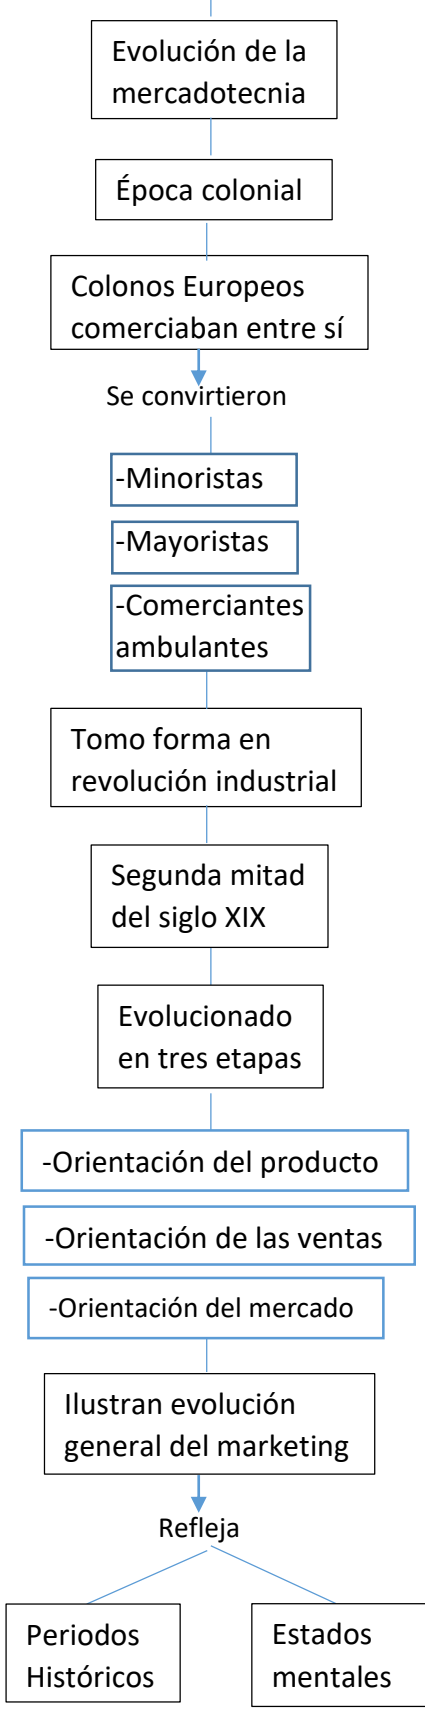 Evolución de la
mercadotecnia
Época colonial
Colonos Europeos
comerciaban entre sí
Se convirtieron
-Minoristas
-Mayoristas
-Comerciantes
ambulantes
Tomo forma en
revolución industrial
Segunda mitad
del siglo XIX
Evolucionado
en tres etapas
-Orientación del producto
-Orientación de las ventas
-Orientación del mercado
Ilustran evolución
general del marketing
Refleja
Periodos
Históricos
Estados
mentales